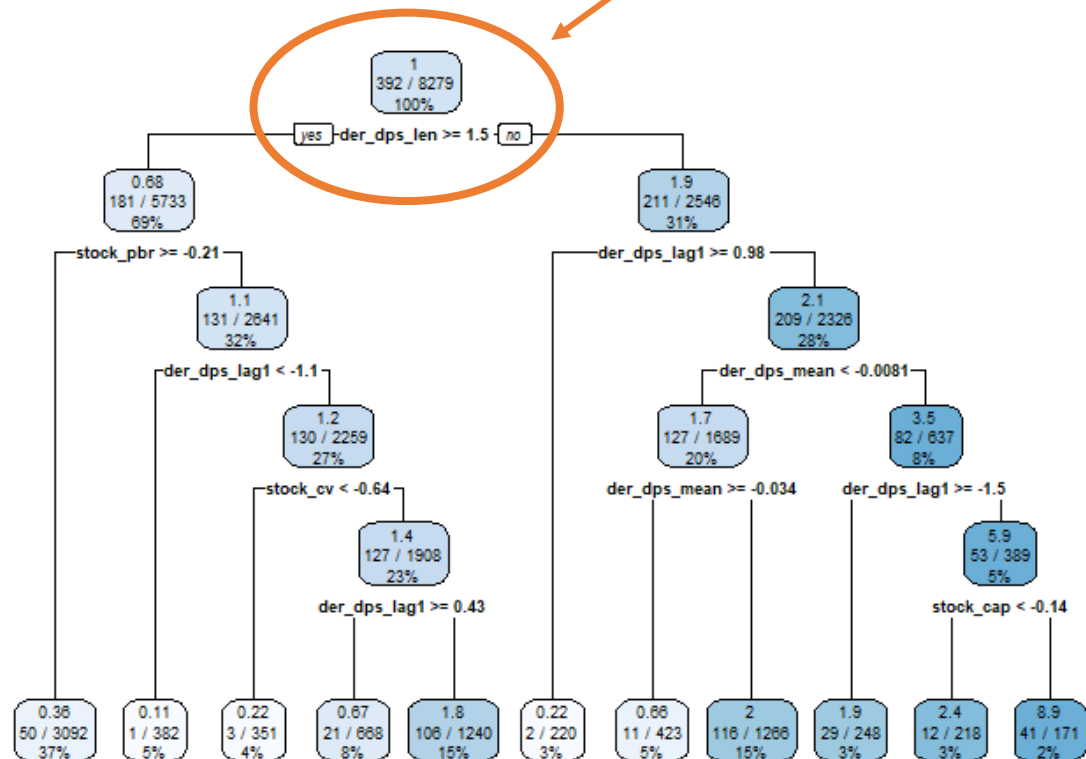 1
392 / 8279
100%
yes der_dps_len >= 1.5 no
0.68
181 / 5733
69%
1.9
211 / 2546
31%
stock_pbr >= -0.21
der_dps_lag1 >= 0.98
1.1
131 / 2641
32%
2.1
209 / 2326
28%
der_dps_lag1 < -1.1
der_dps_mean < -0.0081
1.2
130 / 2259
27%
1.7
127 / 1689
20%
3.5
82 / 637
8%
stock_cv < -0.64
der_dps_mean >= -0.034
der_dps_lag1 >= -1.5
1.4
127 / 1908
23%
5.9
53 / 389
5%
der_dps_lag1 >= 0.43
stock_cap < -0.14
0.36
50 / 3092
37%
0.11
1 / 382
5%
0.22
3 / 351
4%
0.67
21 / 668
8%
1.8
106 / 1240
15%
0.22
2 / 220
3%
0.66
11 / 423
5%
2
116 / 1266
15%
1.9
29 / 248
3%
2.4
12 / 218
3%
8.9
41 / 171
2%